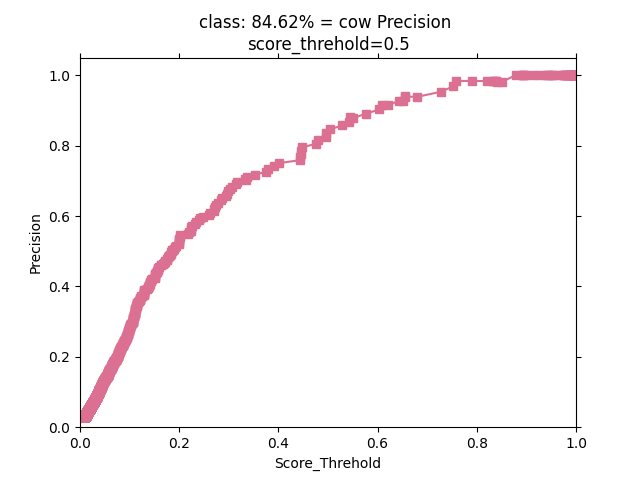 class: 84.62% = cow Precision
score_threhold=0.5
1.0
0.8
0.6
0.4
0.2
0.0
Precision
0.0 0.2 0.4 0.6 0.8 1.0
Score_Threhold